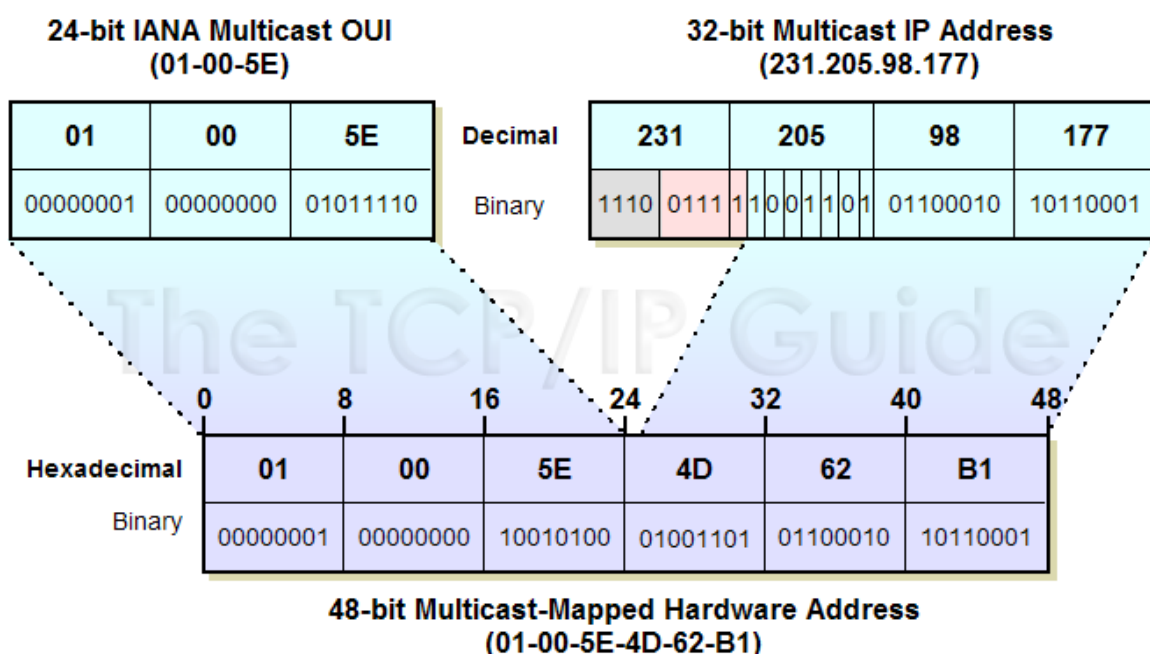 24-bit IANA Multicast OUI
(01-00-5E)
32-bit Multicast IP Address
(231.205.98.177)
01 00 5E
Decimal 231 205 98 177
00000001 00000000 01011110
Binary 1110 0111 1 1 0 0 1 1 0 1 01100010 10110001
The TCP/IP Guide
0 8 16 24 32 40 48
Hexadecimal 01 00 5E 4D 62 B1
Binary 00000001 00000000 10010100 01001101 01100010 10110001
48-bit Multicast-Mapped Hardware Address
(01-00-5E-4D-62-B1)